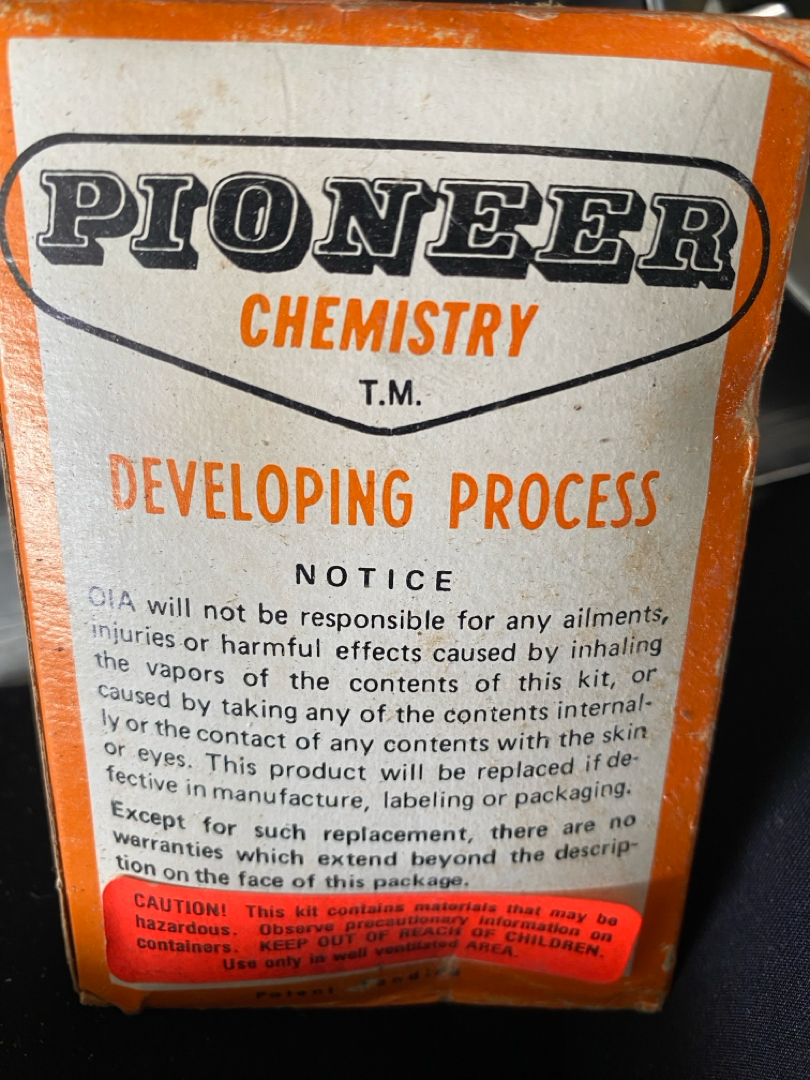 PIONEER
CHEMISTRY
T.M.
DEVELOPING PROCESS
NOTICE
OIA will not be responsible for any ailments,
injuries or harmful effects caused by inhaling
the vapors of the contents of this kit, or
caused by taking any of the contents internal-
ly or the contact of any contents with the skin
or eyes. This product will be replaced if de-
fective in manufacture, labeling or packaging.
Except for such replacement, there are no
warranties which extend beyond the descrip-
tion on the face of this package.
CAUTION! This kit contains materials that may be
hazardous. Observe precautionary information on
containers. KEEP OUT OF REACH OF CHILDREN.
Use only in well ventilated AREA.
Patent Pending